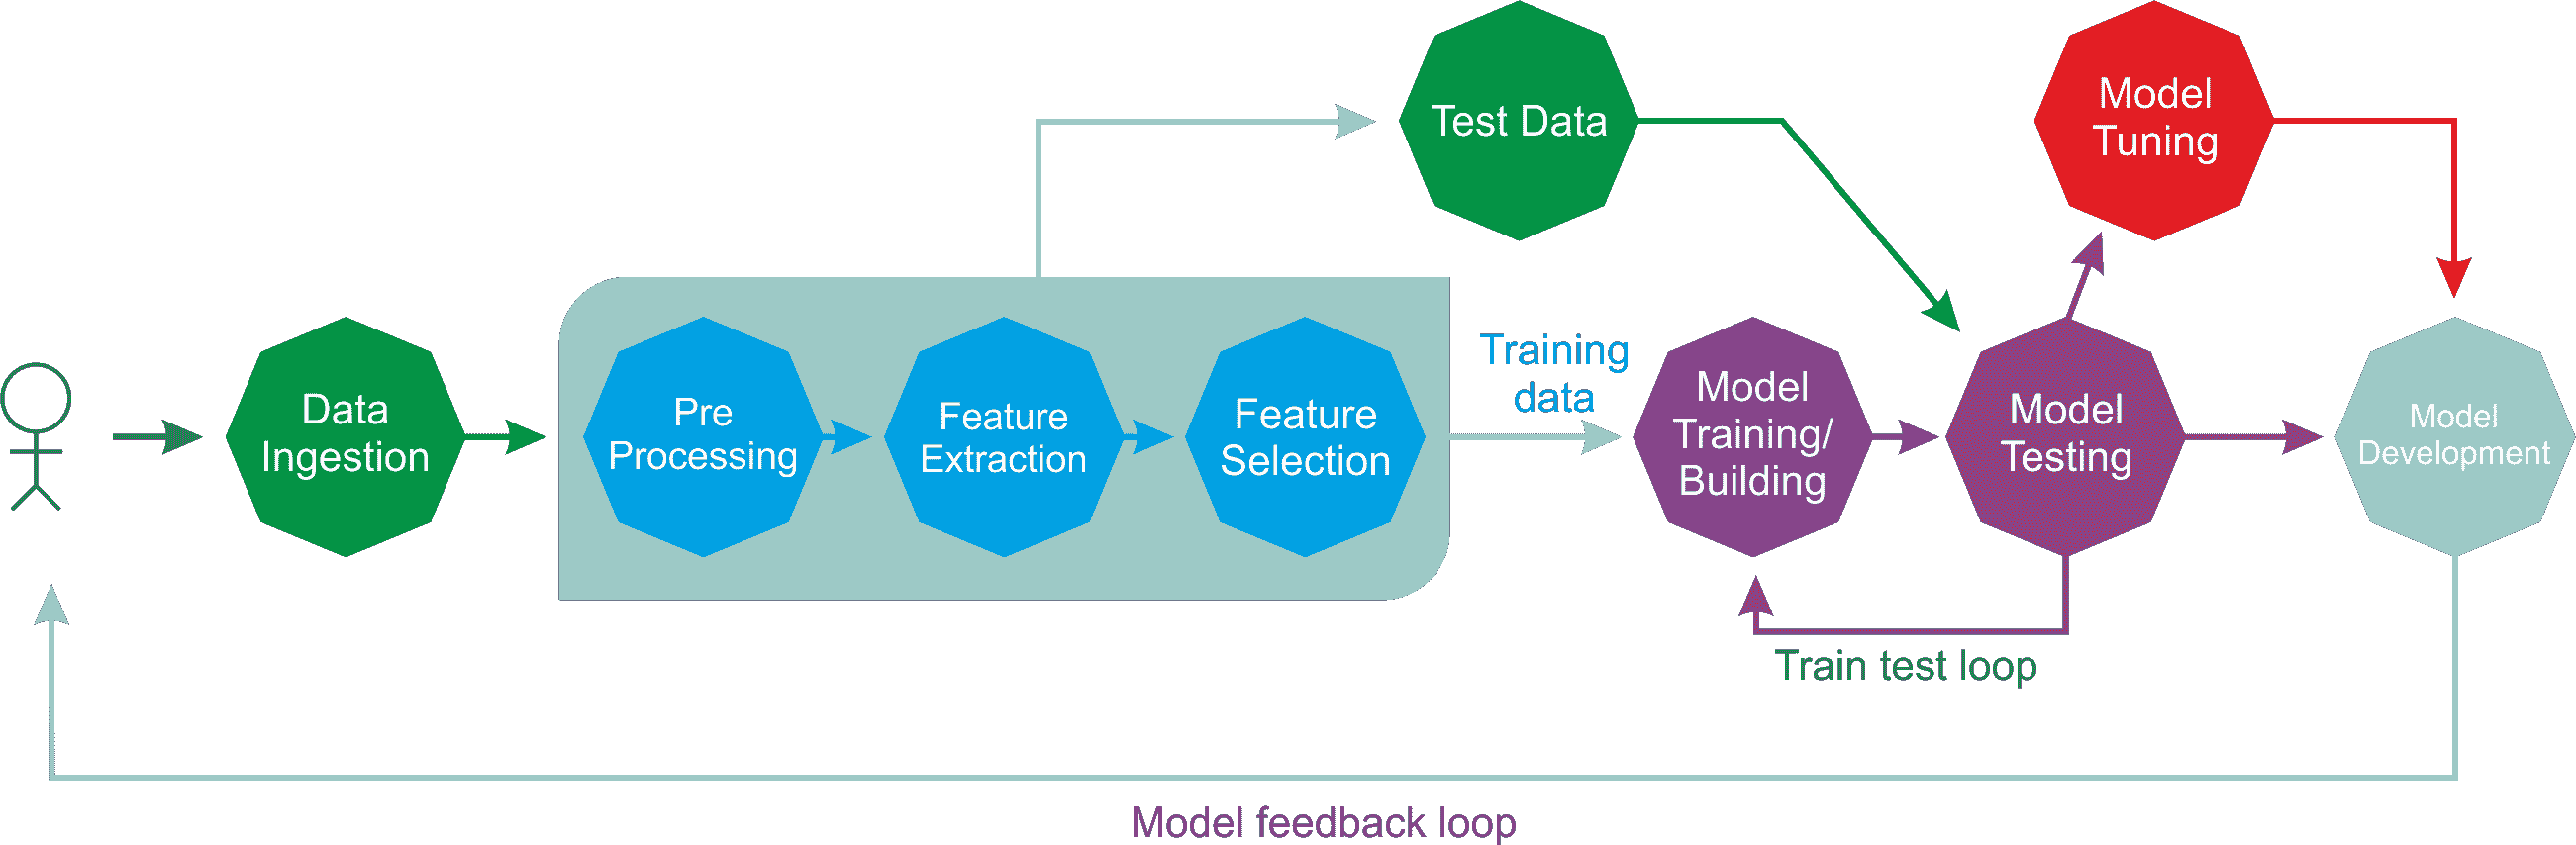 Test Data
Model
Tuning
Data
Ingestion
Pre
Processing
Feature
Extraction
Feature
Selection
Training
data
Model
Training/
Building
Model
Testing
Model
Development
Train test loop
Model feedback loop